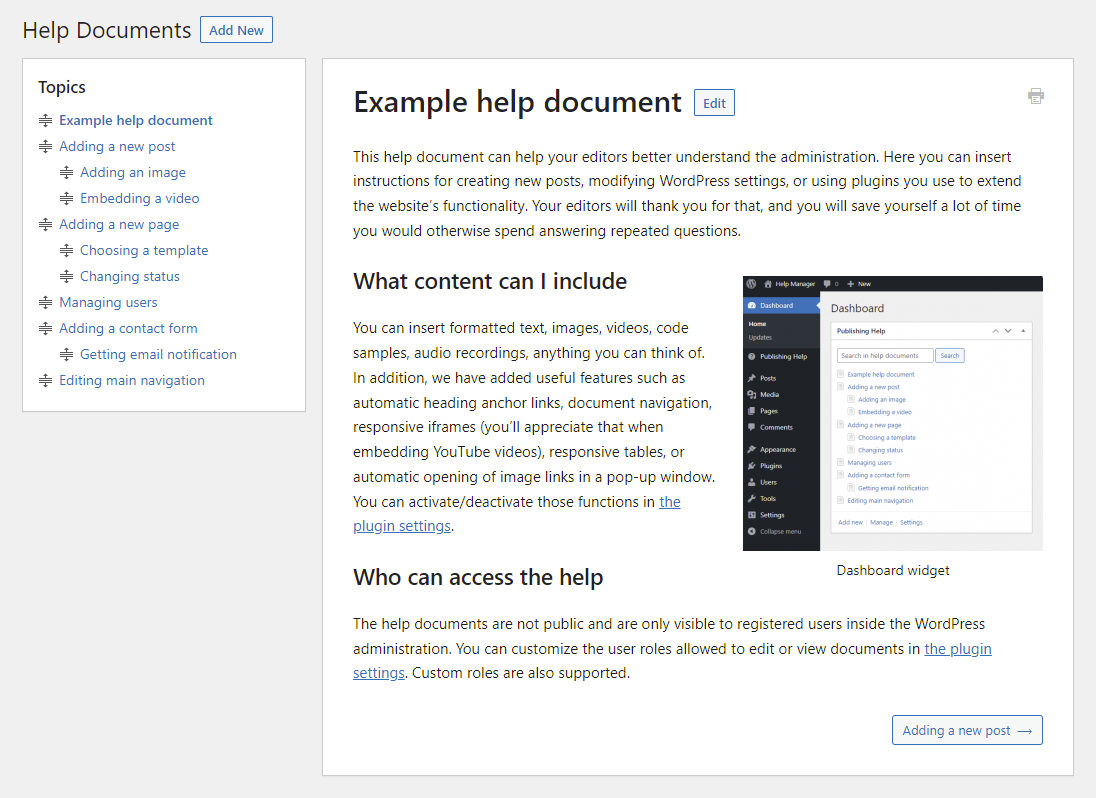 Help Documents Add New
Topics
Example help document
Adding a new post
Adding an image
Embedding a video
Adding a new page
Choosing a template
Changing status
Managing users
Adding a contact form
Getting email notification
Editing main navigation
Example help document Edit
This help document can help your editors better understand the administration. Here you can insert
instructions for creating new posts, modifying WordPress settings, or using plugins you use to extend
the website’s functionality. Your editors will thank you for that, and you will save yourself a lot of time
you would otherwise spend answering repeated questions.
What content can I include
You can insert formatted text, images, videos, code
samples, audio recordings, anything you can think of.
In addition, we have added useful features such as
automatic heading anchor links, document navigation,
responsive iframes (you’ll appreciate that when
embedding YouTube videos), responsive tables, or
automatic opening of image links in a pop-up window.
You can activate/deactivate those functions in the
plugin settings.
Help Manager 0 New
Dashboard
Home
Updates
Publishing Help
Posts
Media
Pages
Comments
Appearance
Plugins
Users
Tools
Settings
Collapse menu
Dashboard
Publishing Help
Search in help documents Search
Example help document
Adding a new post
Adding an image
Embedding a video
Adding a new page
Choosing a template
Changing status
Managing users
Adding a contact form
Getting email notification
Editing main navigation
Add new | Manage | Settings
Dashboard widget
Who can access the help
The help documents are not public and are only visible to registered users inside the WordPress
administration. You can customize the user roles allowed to edit or view documents in the plugin
settings. Custom roles are also supported.
Adding a new post →